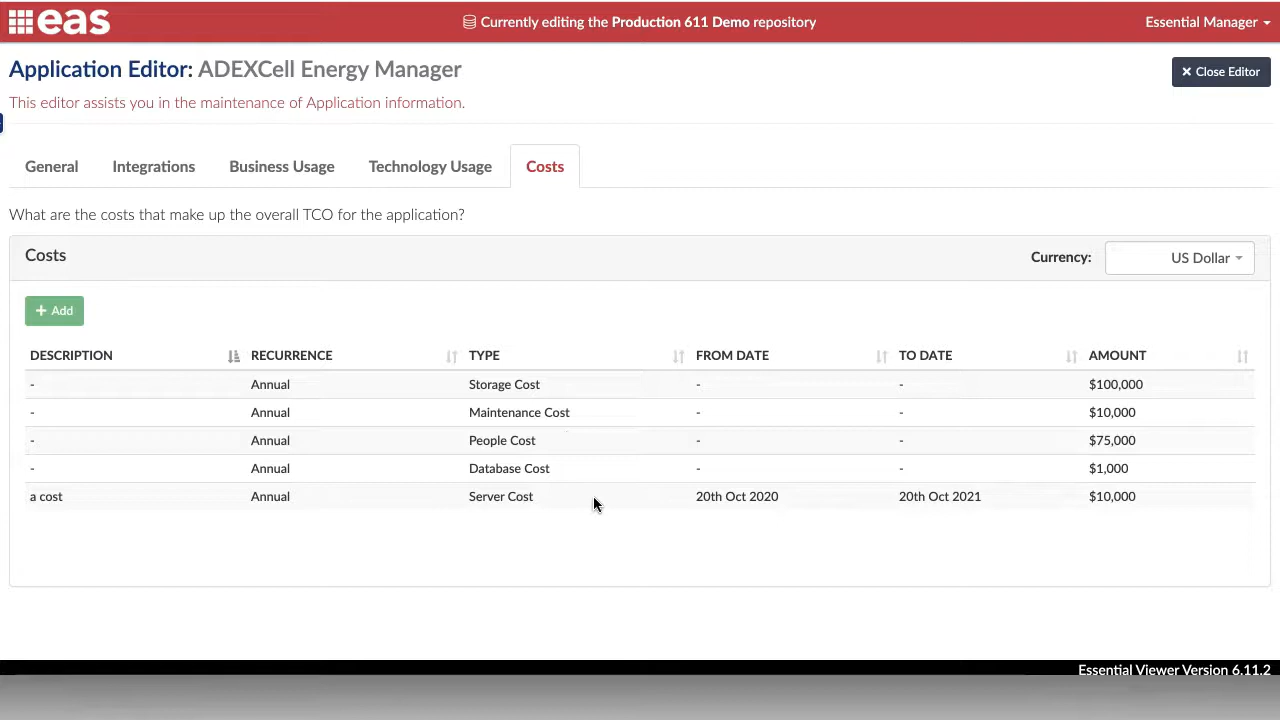 eas
Currently editing the Production 611 Demo repository
Essential Manager
Application Editor: ADEXCell Energy Manager
Close Editor
This editor assists you in the maintenance of Application information.
General Integrations Business Usage Technology Usage Costs
What are the costs that make up the overall TCO for the application?
Costs
Currency: US Dollar
+ Add
DESCRIPTION RECURRENCE TYPE FROM DATE TO DATE AMOUNT
- Annual Storage Cost - - $100,000
- Annual Maintenance Cost - - $10,000
- Annual People Cost - - $75,000
- Annual Database Cost - - $1,000
a cost Annual Server Cost 20th Oct 2020 20th Oct 2021 $10,000
Essential Viewer Version 6.11.2